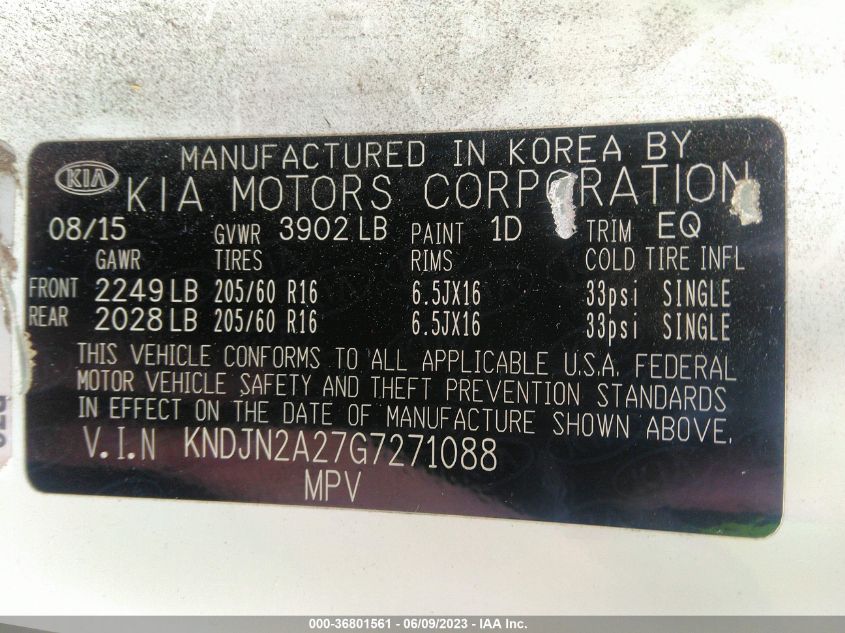 MANUFACTURED IN KOREA BY
KIA KIA MOTORS CORPORATION
08/15 GVWR 3902 LB PAINT 1D TRIM EQ
GAWR TIRES RIMS COLD TIRE INFL
FRONT 2249 LB 205/60 R16 6.5JX16 33psi SINGLE
REAR 2028 LB 205/60 R16 6.5JX16 33psi SINGLE
THIS VEHICLE CONFORMS TO ALL APPLICABLE U.S.A. FEDERAL
MOTOR VEHICLE SAFETY AND THEFT PREVENTION STANDARDS
IN EFFECT ON THE DATE OF MANUFACTURE SHOWN ABOVE.
V.I.N KNDJN2A27G7271088
MPV
000-36801561 - 06/09/2023 - IAA Inc.